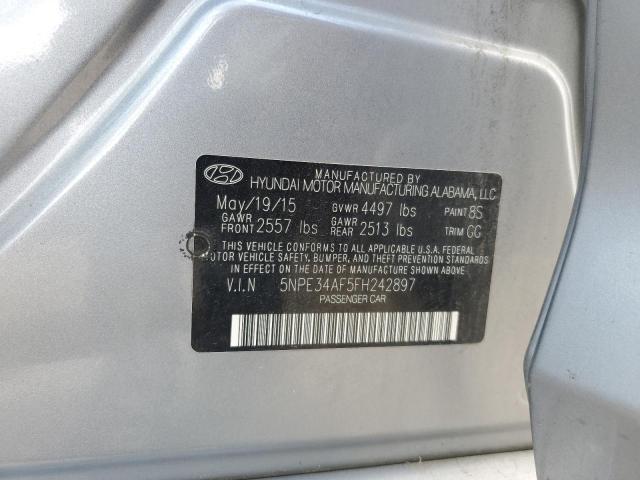 MANUFACTURED BY
HYUNDAI MOTOR MANUFACTURING ALABAMA, LLC
May/19/15 GVWR 4497 lbs PAINT 8S
GAWR FRONT 2557 lbs GAWR REAR 2513 lbs TRIM GG
THIS VEHICLE CONFORMS TO ALL APPLICABLE U.S.A. FEDERAL
MOTOR VEHICLE SAFETY, BUMPER, AND THEFT PREVENTION
STANDARDS IN EFFECT ON THE DATE OF MANUFACTURE SHOWN ABOVE.
V.I.N 5NPE34AF5FH242897
PASSENGER CAR